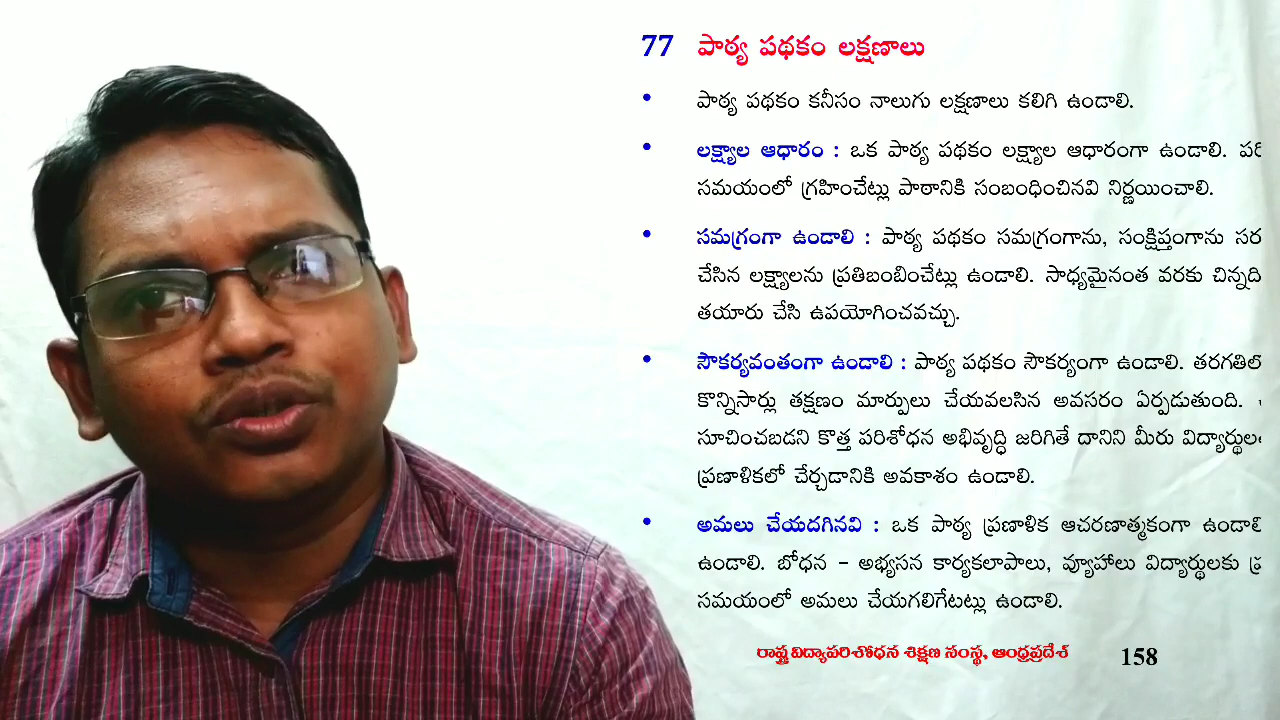 77 పాఠ్య పథకం లక్షణాలు
• పాఠ్య పథకం కనీసం నాలుగు లక్షణాలు కలిగి ఉండాలి.
• లక్ష్యాల ఆధారం : ఒక పాఠ్య పథకం లక్ష్యాల ఆధారంగా ఉండాలి.
సమయంలో గ్రహించేట్లు పాఠానికి సంబంధించినవి నిర్ణయించాలి.
• సమగ్రంగా ఉండాలి : పాఠ్య పథకం సమగ్రంగాను, సంక్షిప్తంగాను
చేసిన లక్ష్యాలను ప్రతిబంబించేట్లు ఉండాలి. సాధ్యమైనంత వరకు
తయారు చేసి ఉపయోగించవచ్చు.
• సౌకర్యవంతంగా ఉండాలి : పాఠ్య పథకం సౌకర్యంగా ఉండాలి.
కొన్నిసార్లు తక్షణం మార్పులు చేయవలసిన అవసరం ఏర్పడుతుంది.
సూచించబడని కొత్త పరిశోధన అభివృద్ధి జరిగితే దానిని మీరు
ప్రణాళికలో చేర్చడానికి అవకాశం ఉండాలి.
• అమలు చేయదగినవి : ఒక పాఠ్య ప్రణాళిక ఆచరణాత్మకంగా
ఉండాలి. బోధన – అభ్యసన కార్యకలాపాలు, వ్యూహాలు విద్యార్థులకు
సమయంలో అమలు చేయగలిగేటట్లు ఉండాలి.
రాష్ట్ర విద్యాపరిశోధన శిక్షణ సంస్థ, ఆంధ్రప్రదేశ్ 158